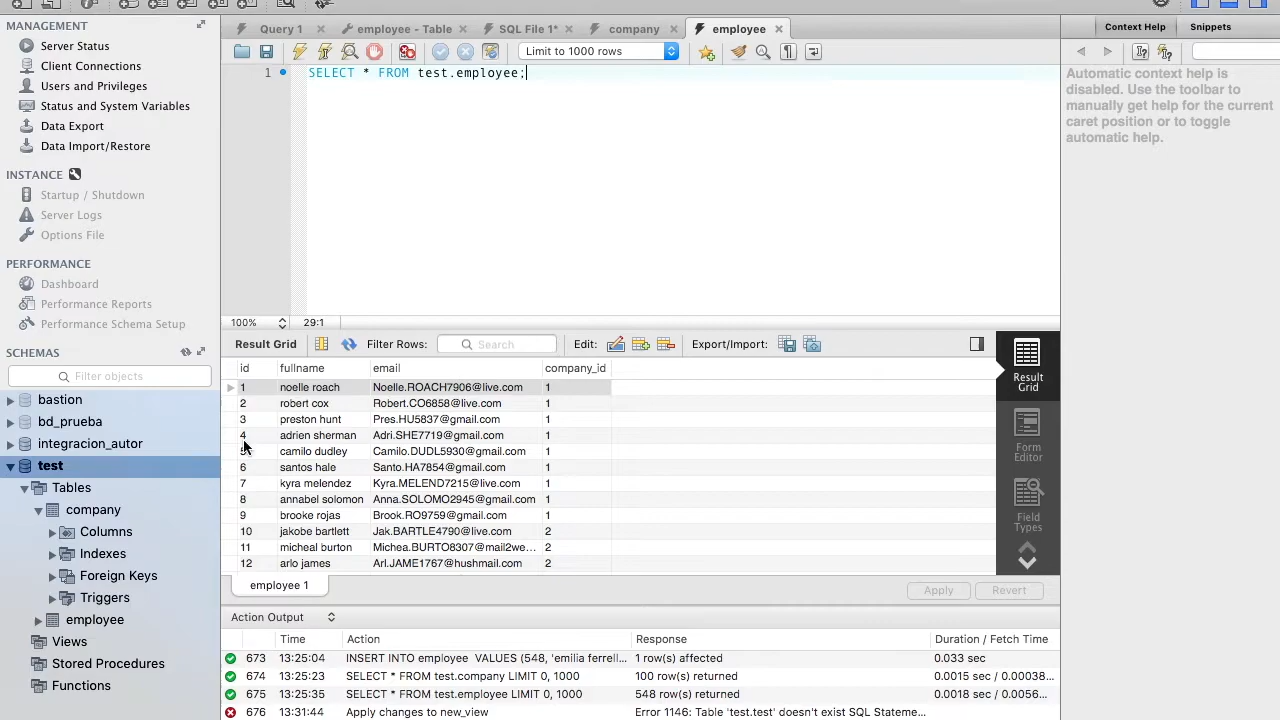 MANAGEMENT
Server Status
Client Connections
Users and Privileges
Status and System Variables
Data Export
Data Import/Restore
INSTANCE
Startup / Shutdown
Server Logs
Options File
PERFORMANCE
Dashboard
Performance Reports
Performance Schema Setup
SCHEMAS
Filter objects
bastion
bd_prueba
integracion_autor
test
Tables
company
Columns
Indexes
Foreign Keys
Triggers
employee
Views
Stored Procedures
Functions
Query 1
employee - Table
SQL File 1*
company
employee
Limit to 1000 rows
1 SELECT * FROM test.employee;
100% 29:1
Result Grid Filter Rows: Search Edit: Export/Import:
id fullname email company_id
1 noelle roach Noelle.ROACH7906@live.com 1
2 robert cox Robert.CO6858@live.com 1
3 preston hunt Pres.HU5837@gmail.com 1
4 adrien sherman Adri.SHE7719@gmail.com 1
camilo dudley Camilo.DUDL5930@gmail.com 1
6 santos hale Santo.HA7854@gmail.com 1
7 kyra melendez Kyra.MELEND7215@live.com 1
8 annabel solomon Anna.SOLOMO2945@gmail.com 1
9 brooke rojas Brook.RO9759@gmail.com 1
10 jakobe bartlett Jak.BARTLE4790@live.com 2
11 micheal burton Michea.BURTO8307@mail2we... 2
12 arlo james Arl.JAME1767@hushmail.com 2
Result
Grid
Form
Editor
Field
Types
employee 1
Apply Revert
Action Output
Time Action Response Duration / Fetch Time
673 13:25:04 INSERT INTO employee VALUES (548, 'emilia ferrell... 1 row(s) affected 0.033 sec
674 13:25:23 SELECT * FROM test.company LIMIT 0, 1000 100 row(s) returned 0.0015 sec / 0.00038...
675 13:25:35 SELECT * FROM test.employee LIMIT 0, 1000 548 row(s) returned 0.0018 sec / 0.0056...
676 13:31:44 Apply changes to new_view Error 1146: Table 'test.test' doesn't exist SQL Stateme...
Context Help Snippets
Automatic context help is
disabled. Use the toolbar to
manually get help for the current
caret position or to toggle
automatic help.